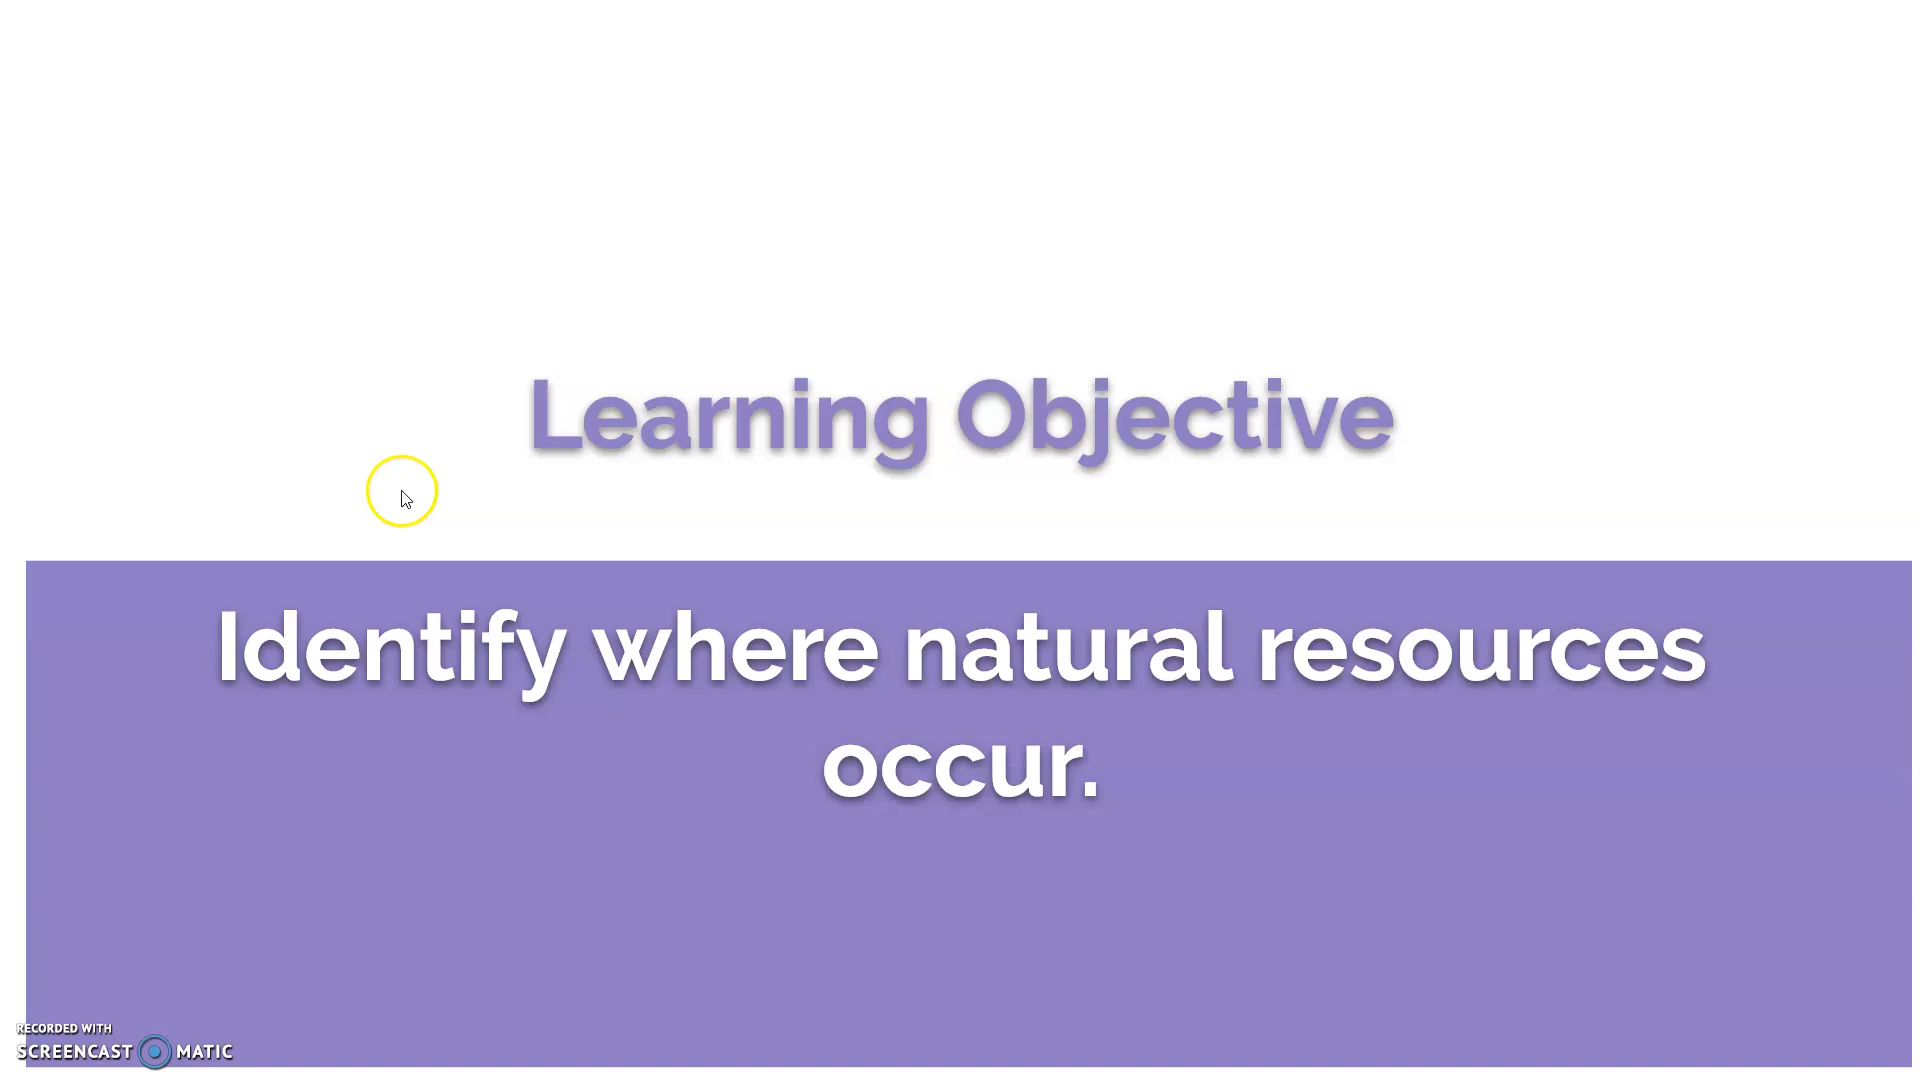 Learning Objective
Identify where natural resources
occur.
RECORDED WITH
SCREENCAST MATIC